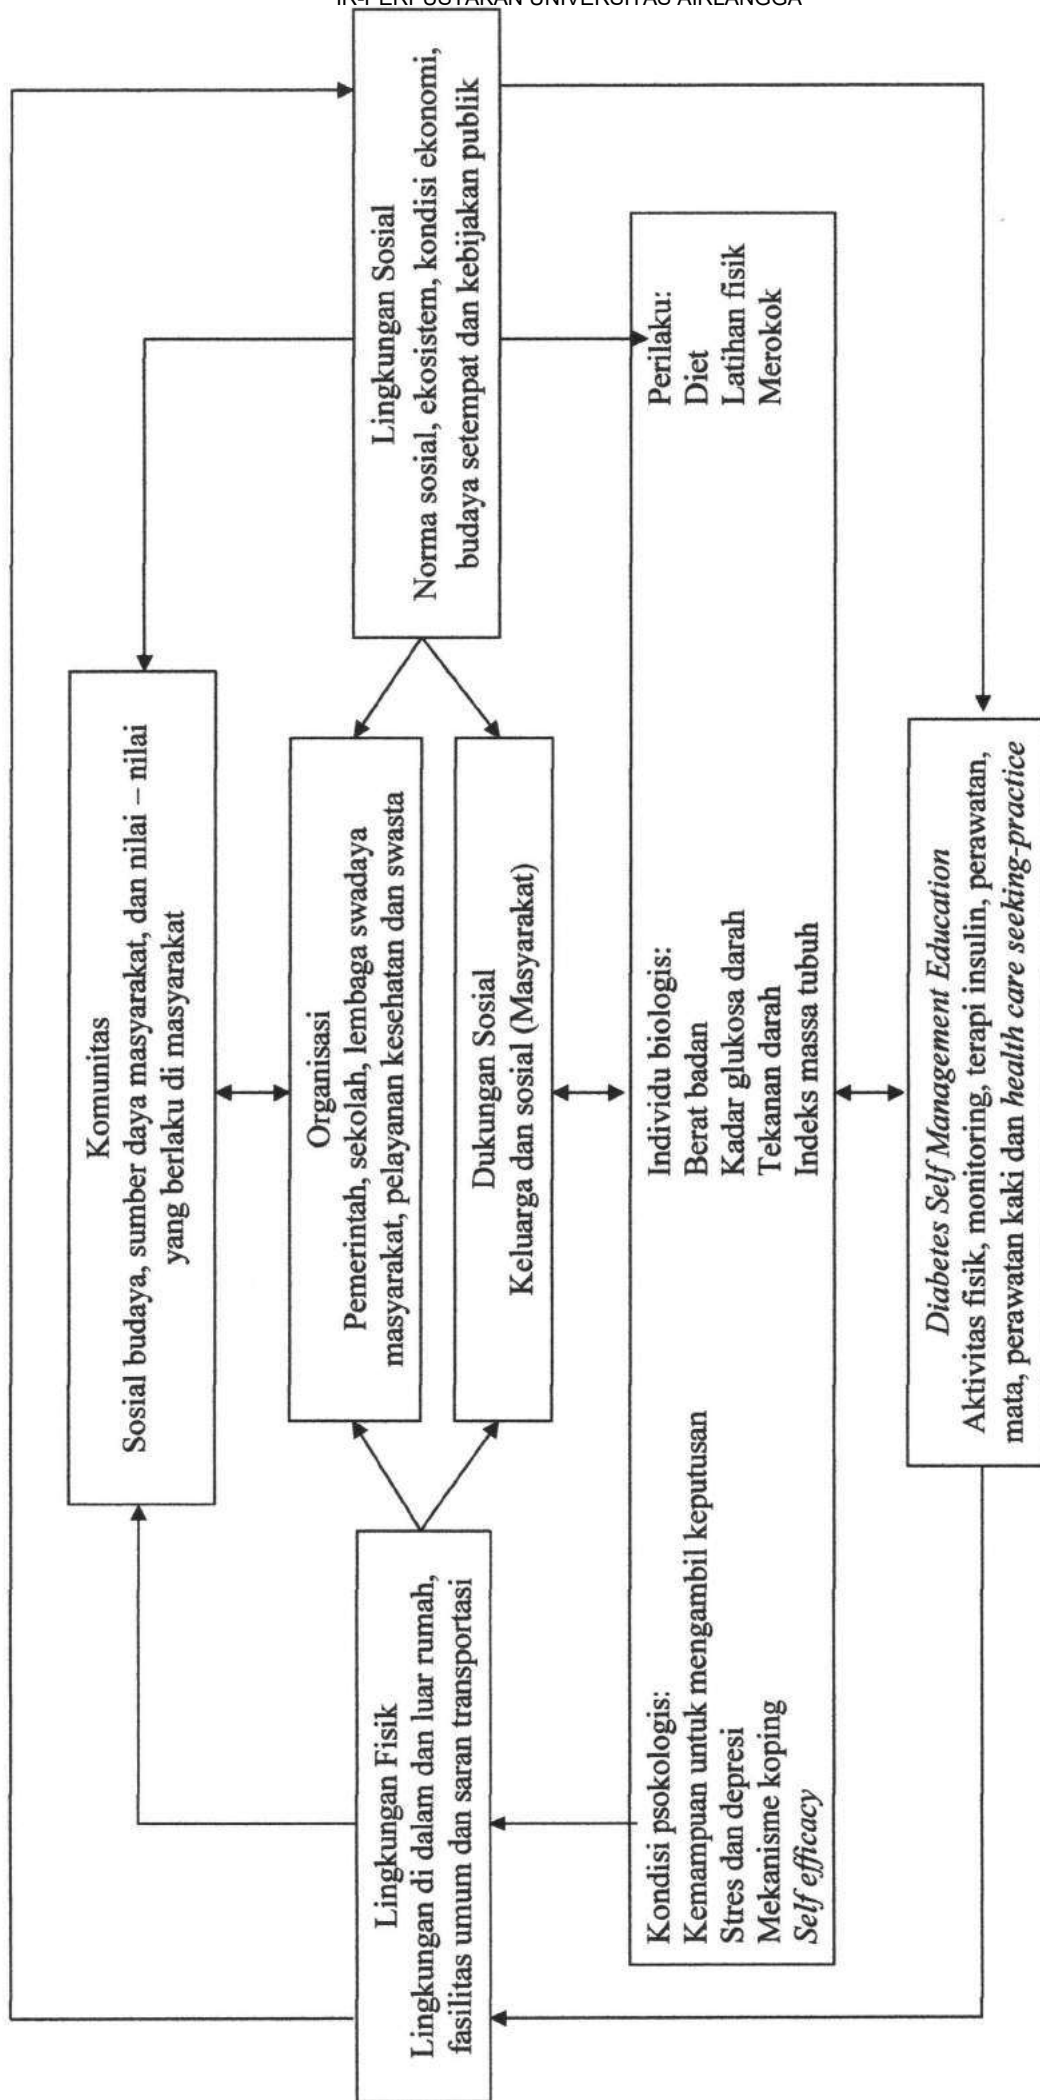 IR-PERPUSTAKAAN UNIVERSITAS AIRLANGGA
Komunitas
Sosial budaya, sumber daya masyarakat, dan nilai – nilai
yang berlaku di masyarakat
Organisasi
Pemerintah, sekolah, lembaga swadaya
masyarakat, pelayanan kesehatan dan swasta
Lingkungan Fisik
Lingkungan di dalam dan luar rumah,
fasilitas umum dan saran transportasi
Lingkungan Sosial
Norma sosial, ekosistem, kondisi ekonomi,
budaya setempat dan kebijakan publik
Dukungan Sosial
Keluarga dan sosial (Masyarakat)
Kondisi psokologis:
Kemampuan untuk mengambil keputusan
Stres dan depresi
Mekanisme koping
Self efficacy
Individu biologis:
Berat badan
Kadar glukosa darah
Tekanan darah
Indeks massa tubuh
Perilaku:
Diet
Latihan fisik
Merokok
Diabetes Self Management Education
Aktivitas fisik, monitoring, terapi insulin, perawatan,
mata, perawatan kaki dan health care seeking-practice